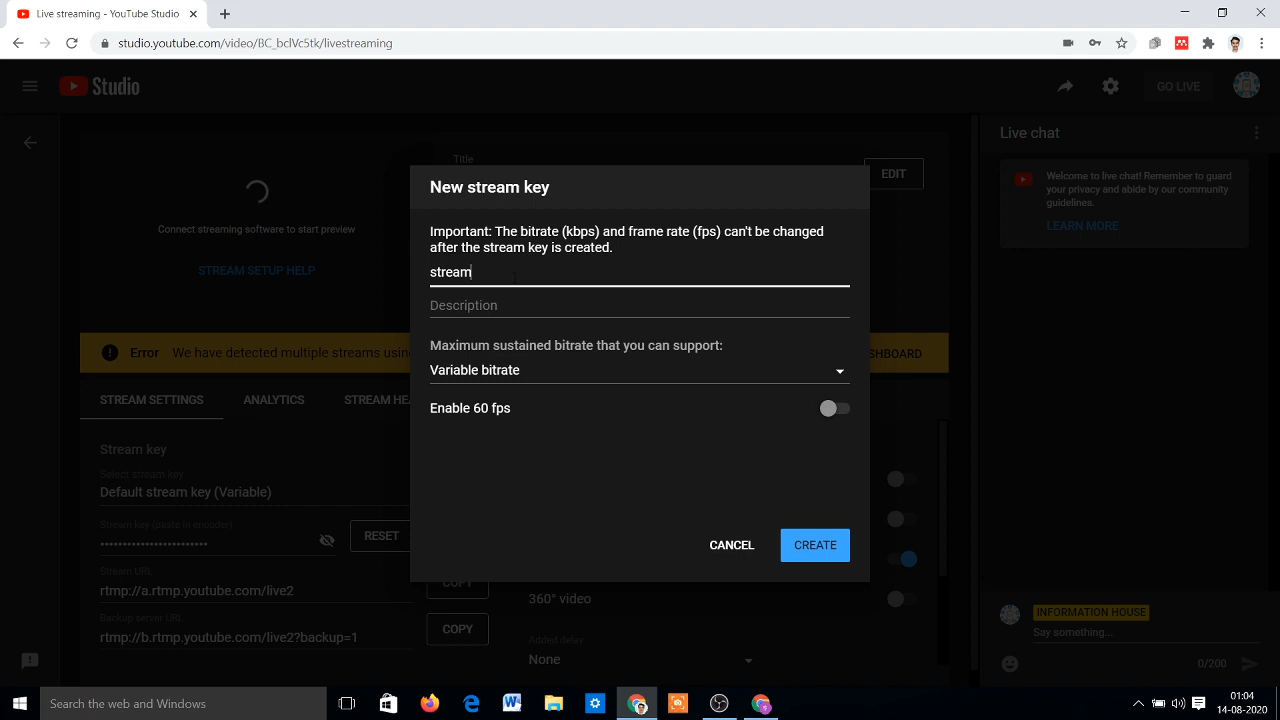 Live streaming - YouTube Studio
studio.youtube.com/video/BC_bcIVc5tk/livestreaming
Studio
GO LIVE
Title
EDIT
Connect streaming software to start preview
STREAM SETUP HELP
Error We have detected multiple streams using
SHBOARD
STREAM SETTINGS ANALYTICS STREAM HEA
Stream key
Select stream key
Default stream key (Variable)
Stream key (paste in encoder)
••••••••••••••••••••••••
RESET
Stream URL
rtmp://a.rtmp.youtube.com/live2
COPY
Backup server URL
rtmp://b.rtmp.youtube.com/live2?backup=1
COPY
360° video
Added delay
None
New stream key
Important: The bitrate (kbps) and frame rate (fps) can't be changed
after the stream key is created.
stream
Description
Maximum sustained bitrate that you can support:
Variable bitrate
Enable 60 fps
CANCEL CREATE
Live chat
Welcome to live chat! Remember to guard
your privacy and abide by our community
guidelines.
LEARN MORE
INFORMATION HOUSE
Say something...
0/200
Search the web and Windows
01:04
14-08-2020